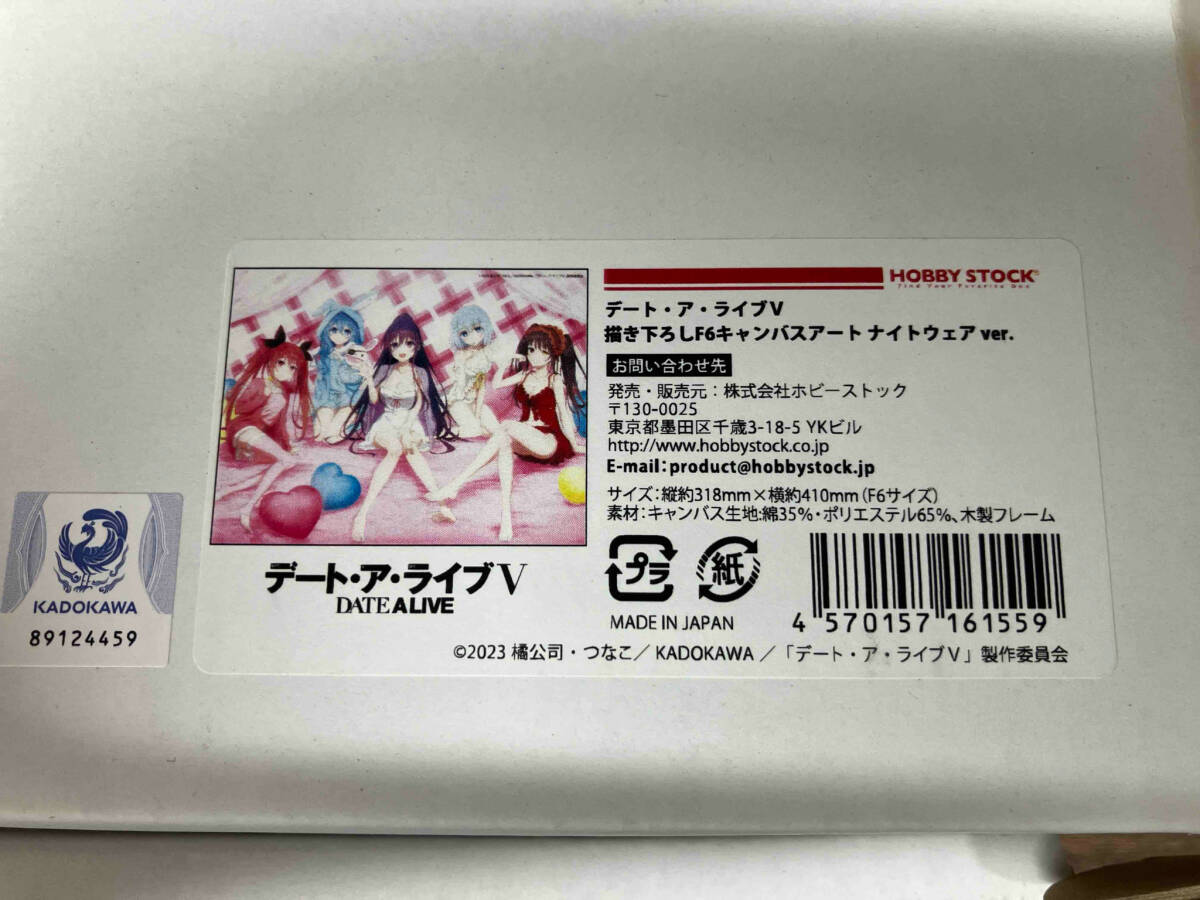 HOBBY STOCK®
Find Your Favorite One
デート・ア・ライブⅤ
描き下ろしF6キャンバスアート ナイトウェア ver.
お問い合わせ先
発売・販売元：株式会社ホビーストック
〒130-0025
東京都墨田区千歳3-18-5 YKビル
http://www.hobbystock.co.jp
E-mail：product@hobbystock.jp
サイズ：縦約318mm×横約410mm（F6サイズ）
素材：キャンバス生地:綿35%・ポリエステル65%、木製フレーム
プラ
紙
MADE IN JAPAN
4 570157 161559
デート・ア・ライブⅤ
DATE A LIVE
©2023 橘公司・つなこ／KADOKAWA／「デート・ア・ライブⅤ」製作委員会
KADOKAWA
89124459